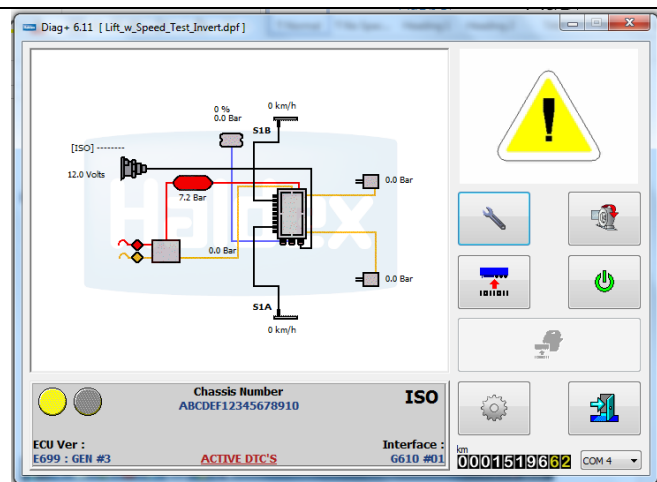 Diag+ 6.11 [ Lift_w_Speed_Test_Invert.dpf ]
0 %
0.0 Bar
0 km/h
S1B
[ISO] --------
12.0 Volts
0.0 Bar
7.2 Bar
Haldex
0.0 Bar
0.0 Bar
S1A
0 km/h
Chassis Number
ABCDEF12345678910
ISO
ECU Ver :
E699 : GEN #3
ACTIVE DTC'S
Interface :
G610 #01
km
0001519662
COM 4